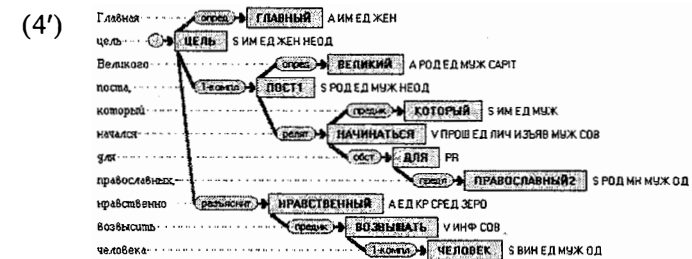 (4′)
Главная опред ГЛАВНЫЙ А ИМ ЕД ЖЕН
цель ЦЕЛЬ S ИМ ЕД ЖЕН НЕОД
Великого опред ВЕЛИКИЙ А РОД ЕД МУЖ CAPIT
поста, 1-компл ПОСТ1 S РОД ЕД МУЖ НЕОД
который предик КОТОРЫЙ S ИМ ЕД МУЖ
начался релят НАЧИНАТЬСЯ V ПРОШ ЕД ЛИЧ ИЗЪЯВ МУЖ СОВ
для обст ДЛЯ PR
православных, предл ПРАВОСЛАВНЫЙ2 S РОД МН МУЖ ОД
нравственно разъяснит НРАВСТВЕННЫЙ А ЕД КР СРЕД ЗЕРО
возвысить предик ВОЗВЫШАТЬ V ИНФ СОВ
человека 1-компл ЧЕЛОВЕК S ВИН ЕД МУЖ ОД